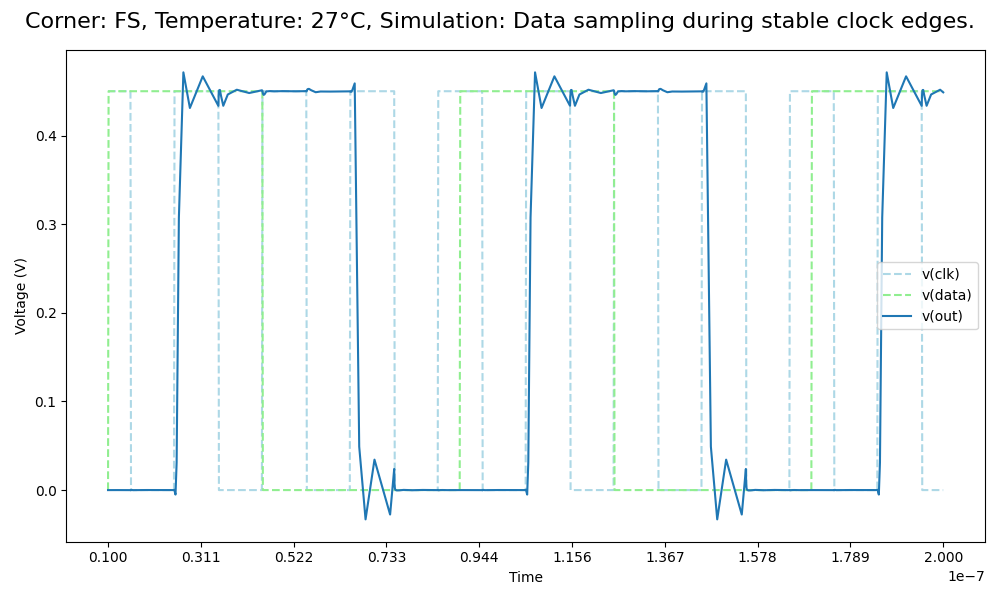 Corner: FS, Temperature: 27°C, Simulation: Data sampling during stable clock edges.
Voltage (V)
0.4
0.3
0.2
0.1
0.0
v(clk)
v(data)
v(out)
0.100 0.311 0.522 0.733 0.944 1.156 1.367 1.578 1.789 2.000
Time
1e−7